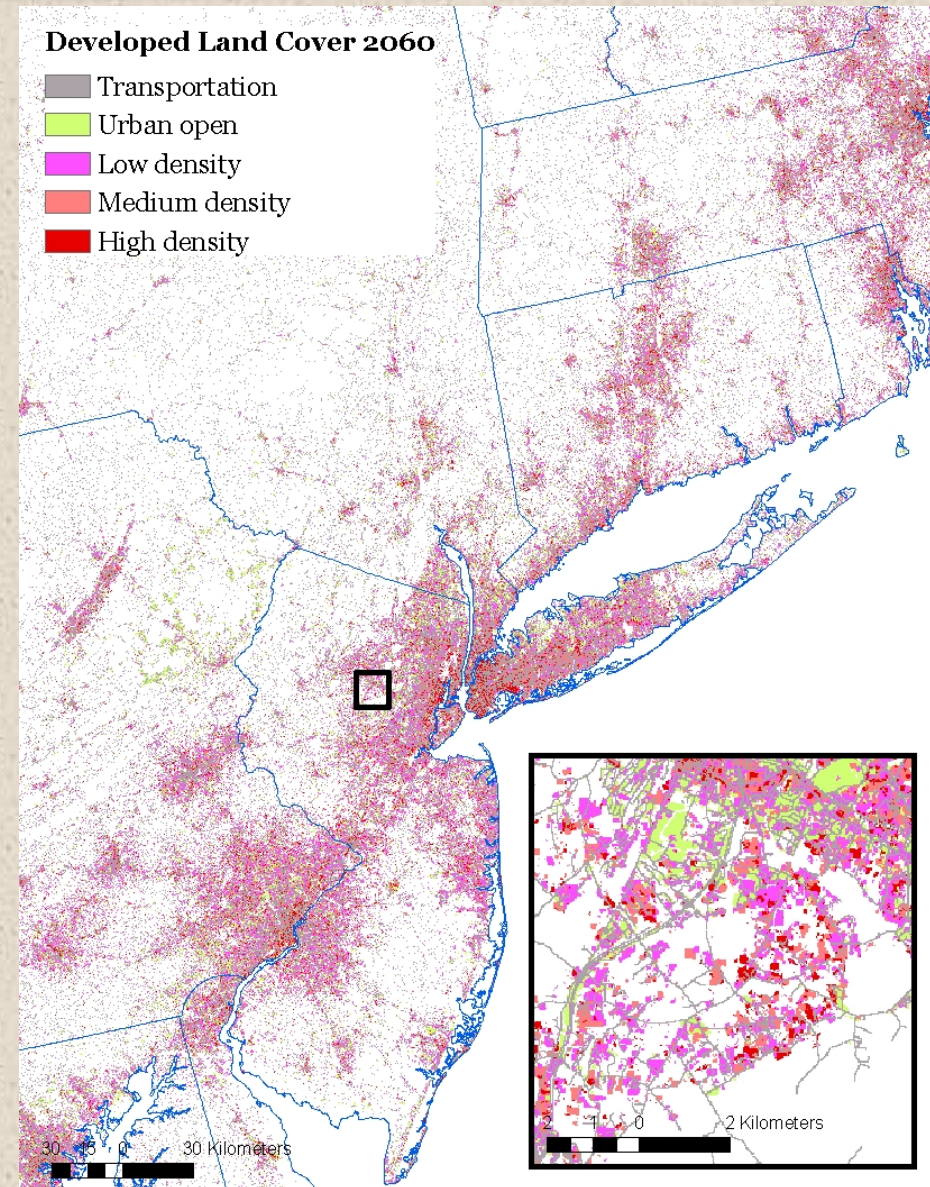 Developed Land Cover 2060
Transportation
Urban open
Low density
Medium density
High density
2 1 0 2 Kilometers
30 15 0 30 Kilometers